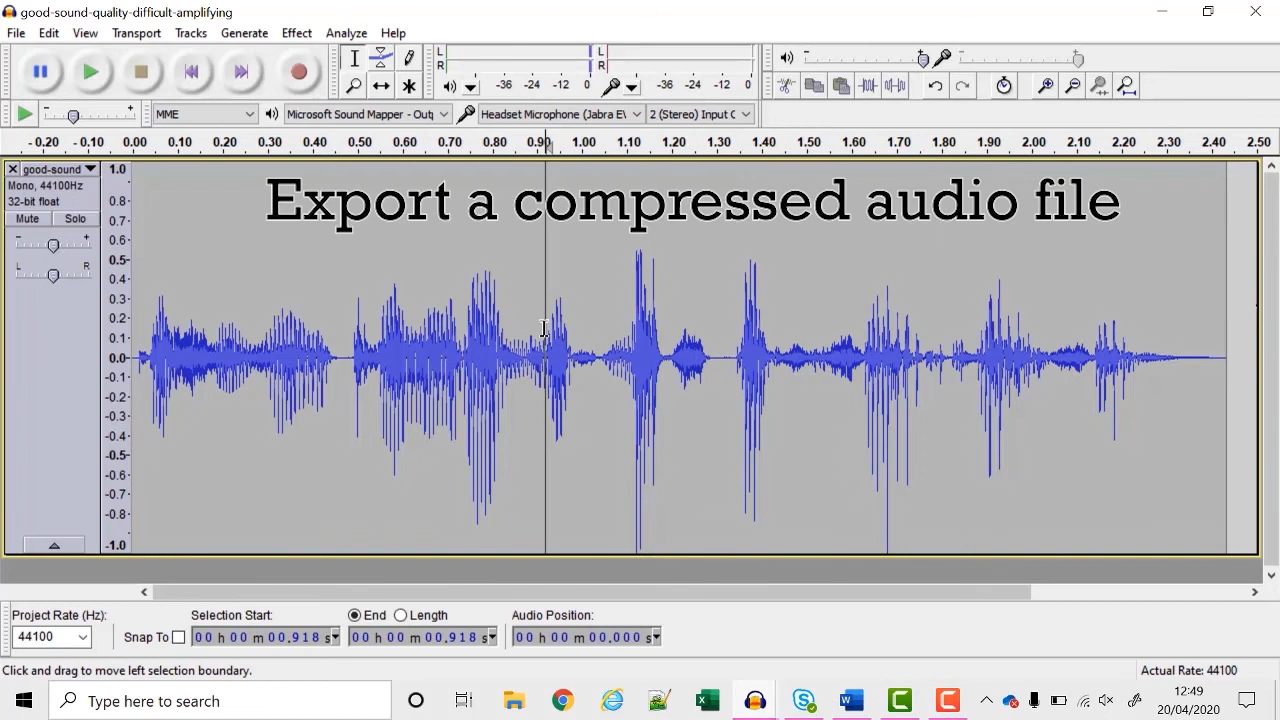 good-sound-quality-difficult-amplifying
File Edit View Transport Tracks Generate Effect Analyze Help
L
R
-36 -24 -12 0
L
R
-36 -24 -12 0
MME
Microsoft Sound Mapper - Outp
Headset Microphone (Jabra EV
2 (Stereo) Input C
-0.20 -0.10 0.00 0.10 0.20 0.30 0.40 0.50 0.60 0.70 0.80 0.90 1.00 1.10 1.20 1.30 1.40 1.50 1.60 1.70 1.80 1.90 2.00 2.10 2.20 2.30 2.40 2.50
good-sound
Mono, 44100Hz
32-bit float
Mute Solo
- +
L R
1.0
0.8
0.7
0.6
0.5
0.4
0.3
0.2
0.1
0.0
-0.1
-0.2
-0.3
-0.4
-0.5
-0.6
-0.7
-0.8
-1.0
Export a compressed audio file
Project Rate (Hz):
44100
Snap To
Selection Start:
00 h 00 m 00.918 s
End Length
00 h 00 m 00.918 s
Audio Position:
00 h 00 m 00.000 s
Click and drag to move left selection boundary.
Actual Rate: 44100
Type here to search
12:49
20/04/2020